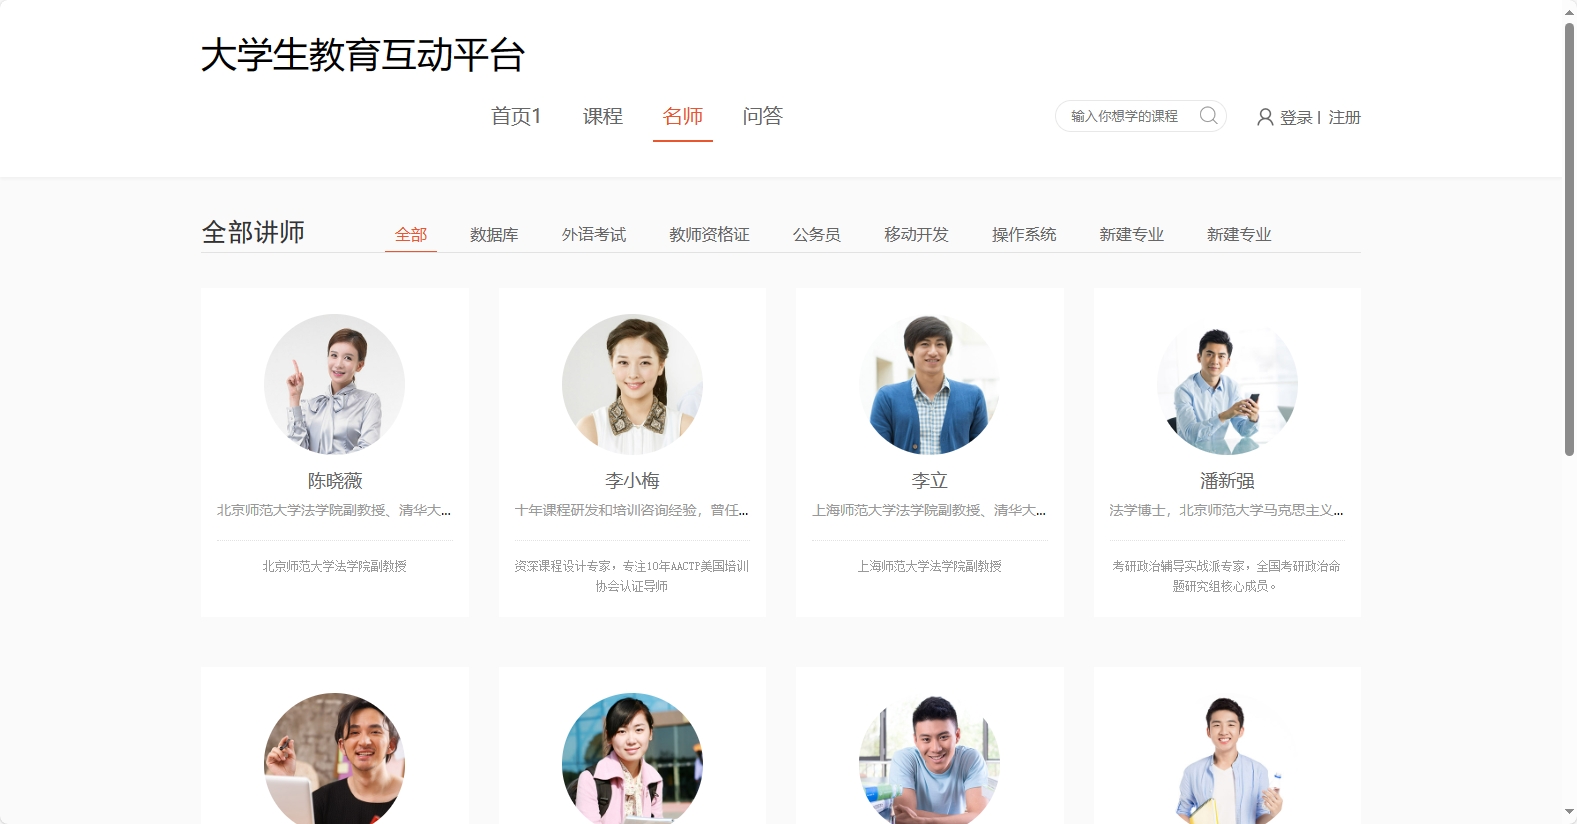 大学生教育互动平台
首页1 课程 名师 问答 输入你想学的课程 登录 | 注册
全部讲师 全部 数据库 外语考试 教师资格证 公务员 移动开发 操作系统 新建专业 新建专业
陈晓薇 李小梅 李立 潘新强
北京师范大学法学院副教授、清华大... 十年课程研发和培训咨询经验，曾任... 上海师范大学法学院副教授、清华大... 法学博士，北京师范大学马克思主义...
北京师范大学法学院副教授 资深课程设计专家，专注10年AACTP美国培训 上海师范大学法学院副教授 考研政治辅导实战派专家，全国考研政治命
协会认证导师 题研究组核心成员。